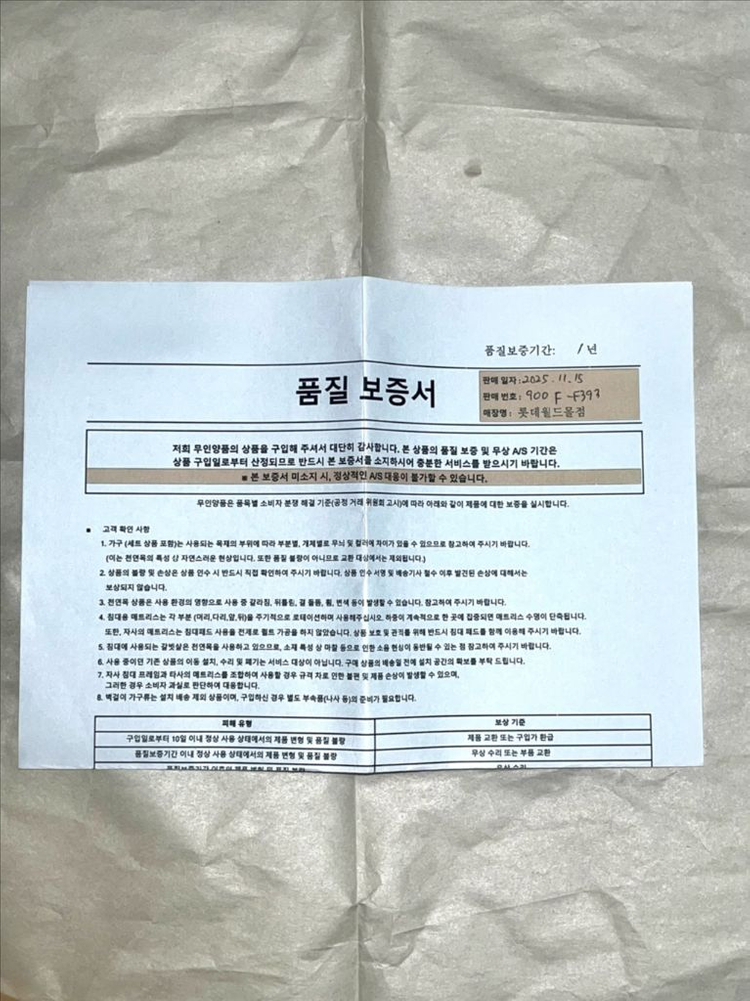 품질보증기간: 1 년
품질 보증서
판매 일자 : 2025. 11. 15
판매 번호 : 900 F-F393
매장명 : 롯데월드몰점
저희 무인양품의 상품을 구입해 주셔서 대단히 감사합니다. 본 상품의 품질 보증 및 무상 A/S 기간은
상품 구입일로부터 산정되므로 반드시 본 보증서를 소지하시어 충분한 서비스를 받으시기 바랍니다.
※ 본 보증서 미소지 시, 정상적인 A/S 대응이 불가할 수 있습니다.
무인양품은 품목별 소비자 분쟁 해결 기준(공정 거래 위원회 고시)에 따라 아래와 같이 제품에 대한 보증을 실시합니다.
■ 고객 확인 사항
1. 가구 (세트 상품 포함)는 사용되는 목재의 부위에 따라 부분별, 개체별로 무늬 및 컬러에 차이가 있을 수 있으므로 참고하여 주시기 바랍니다.
(이는 천연목의 특성 상 자연스러운 현상입니다. 또한 품질 불량이 아니므로 교환 대상에서는 제외됩니다.)
2. 상품의 불량 및 손상은 상품 인수 시 반드시 직접 확인하여 주시기 바랍니다. 상품 인수 서명 및 배송기사 철수 이후 발견된 손상에 대해서는
보상되지 않습니다.
3. 천연목 상품은 사용 환경의 영향으로 사용 중 갈라짐, 뒤틀림, 결 들뜸, 휨, 변색 등이 발생할 수 있습니다. 참고하여 주시기 바랍니다.
4. 침대용 매트리스는 각 부분 (머리,다리,앞,뒤)을 주기적으로 로테이션하며 사용해주십시오. 하중이 계속적으로 한 곳에 집중되면 매트리스 수명이 단축됩니다.
또한, 자사의 매트리스는 침대패드 사용을 전제로 퀼트 가공을 하지 않았습니다. 상품 보호 및 관리를 위해 반드시 침대 패드를 함께 이용해 주시기 바랍니다.
5. 침대에 사용되는 갈빗살은 천연목을 사용하고 있으므로, 소재 특성 상 마찰 등으로 인한 소음 현상이 동반될 수 있는 점 참고하여 주시기 바랍니다.
6. 사용 중이던 기존 상품의 이동 설치, 수리 및 폐기는 서비스 대상이 아닙니다. 구매 상품의 배송일 전에 설치 공간의 확보를 부탁 드립니다.
7. 자사 침대 프레임과 타사의 매트리스를 조합하여 사용할 경우 규격 차로 인한 불편 및 제품 손상이 발생할 수 있으며,
그러한 경우 소비자 과실로 판단하여 대응합니다.
8. 벽걸이 가구류는 설치 배송 제외 상품이며, 구입하신 경우 별도 부속품(나사 등)의 준비가 필요합니다.
피해 유형 보상 기준
구입일로부터 10일 이내 정상 사용 상태에서의 제품 변형 및 품질 불량 제품 교환 또는 구입가 환급
품질보증기간 이내 정상 사용 상태에서의 제품 변형 및 품질 불량 무상 수리 또는 부품 교환